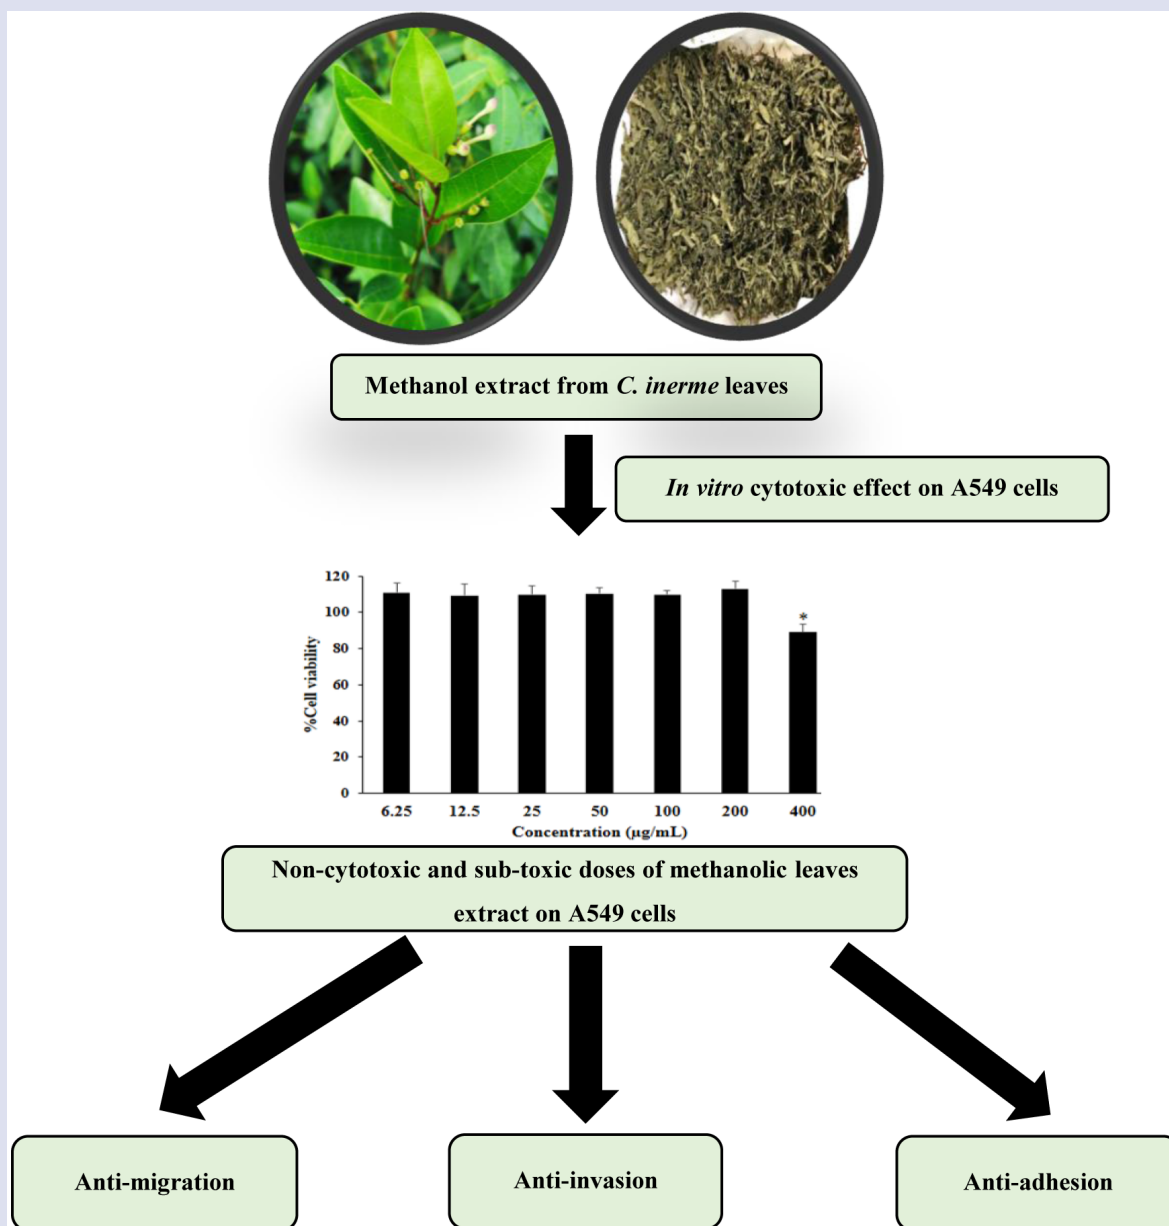 Methanol extract from C. inerme leaves
In vitro cytotoxic effect on A549 cells
120
100
80
60
40
20
0
%Cell viability
*
6.25 12.5 25 50 100 200 400
Concentration (µg/mL)
Non-cytotoxic and sub-toxic doses of methanolic leaves
extract on A549 cells
Anti-migration
Anti-invasion
Anti-adhesion